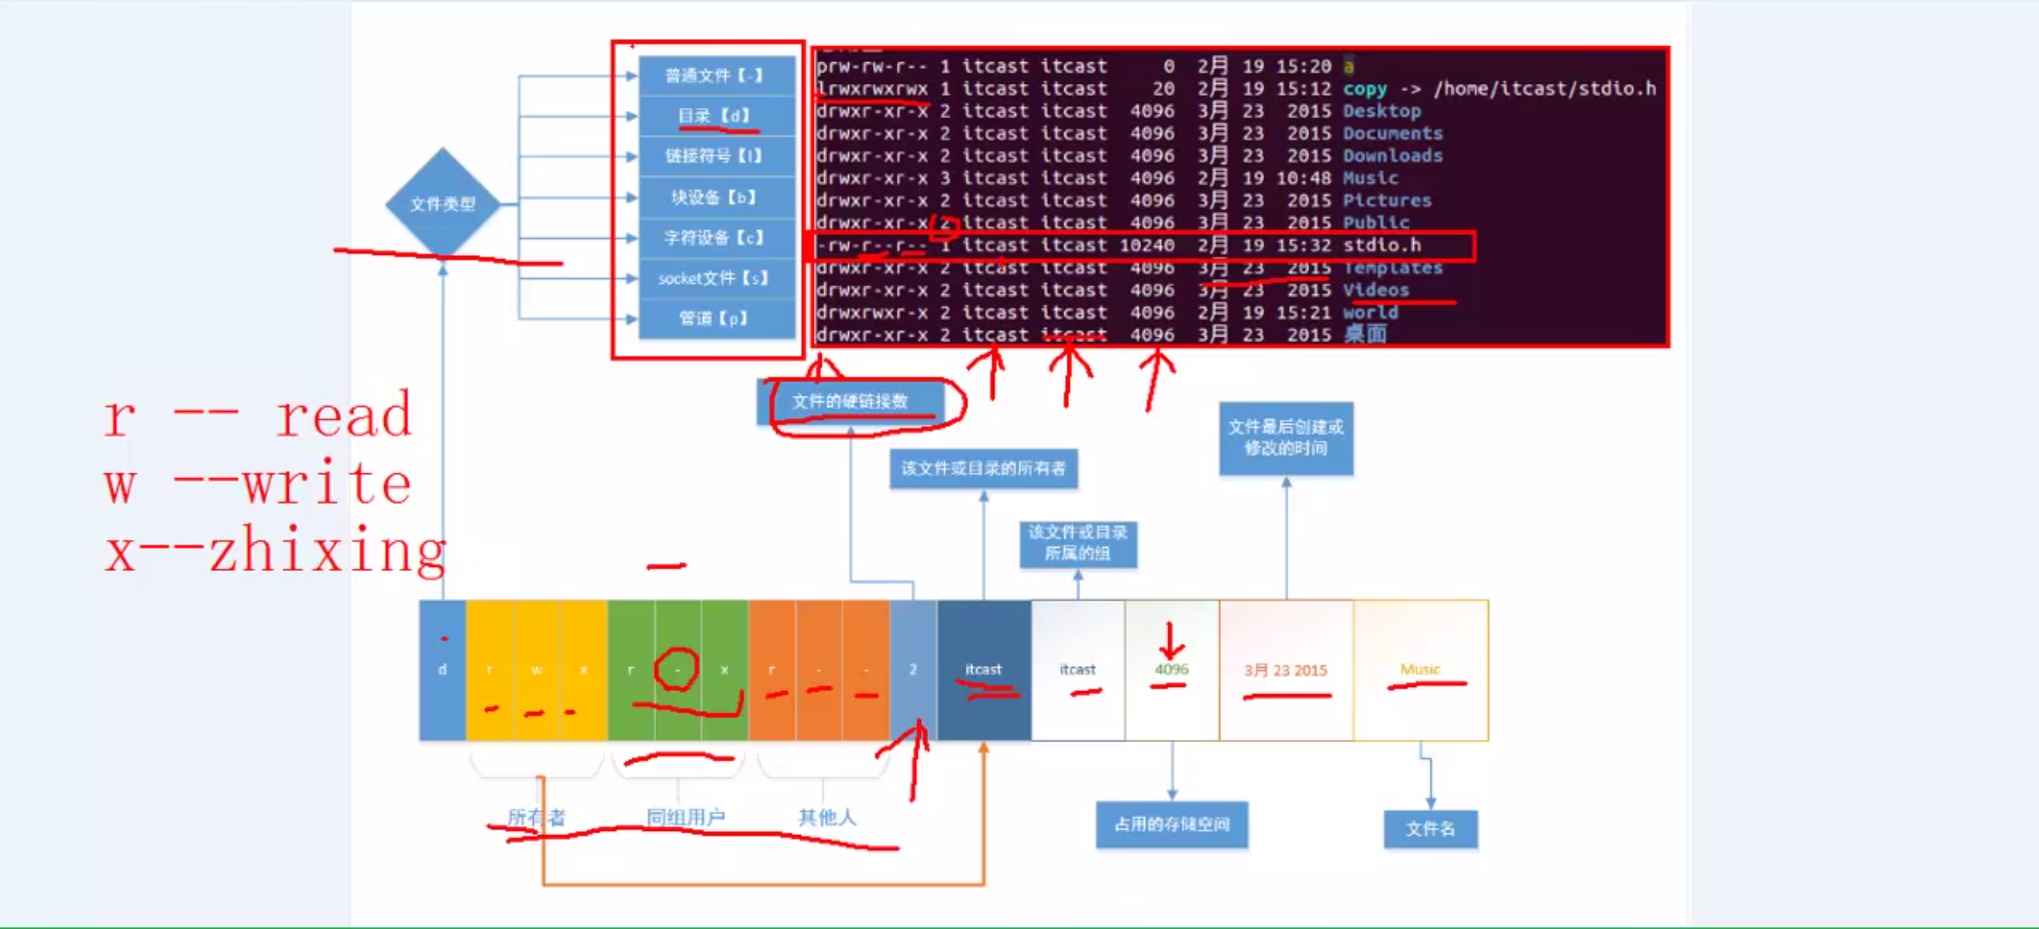 普通文件【-】
目录【d】
链接符号【l】
块设备【b】
字符设备【c】
socket文件【s】
管道【p】
文件类型
prw-rw-r-- 1 itcast itcast 0 2月 19 15:20 a
lrwxrwxrwx 1 itcast itcast 20 2月 19 15:12 copy -> /home/itcast/stdio.h
drwxr-xr-x 2 itcast itcast 4096 3月 23 2015 Desktop
drwxr-xr-x 2 itcast itcast 4096 3月 23 2015 Documents
drwxr-xr-x 2 itcast itcast 4096 3月 23 2015 Downloads
drwxr-xr-x 3 itcast itcast 4096 2月 19 10:48 Music
drwxr-xr-x 2 itcast itcast 4096 3月 23 2015 Pictures
drwxr-xr-x 2 itcast itcast 4096 3月 23 2015 Public
-rw-r--r-- 1 itcast itcast 10240 2月 19 15:32 stdio.h
drwxr-xr-x 2 itcast itcast 4096 3月 23 2015 Templates
drwxr-xr-x 2 itcast itcast 4096 3月 23 2015 Videos
drwxrwxr-x 2 itcast itcast 4096 2月 19 15:21 world
drwxr-xr-x 2 itcast itcast 4096 3月 23 2015 桌面
r -- read
w --write
x--zhixing
文件的硬链接数
该文件或目录的所有者
该文件或目录
所属的组
文件最后创建或
修改的时间
d r w x r - x r - - 2 itcast itcast 4096 3月 23 2015 Music
所有者 同组用户 其他人
占用的存储空间
文件名